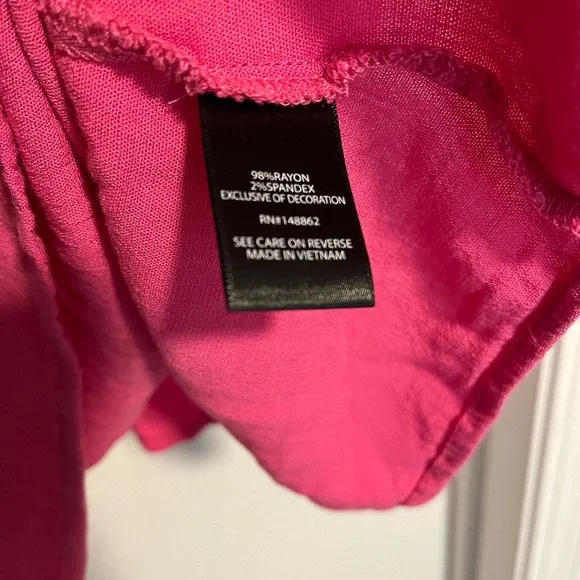 98%RAYON
2%SPANDEX
EXCLUSIVE OF DECORATION
RN#148862
SEE CARE ON REVERSE
MADE IN VIETNAM